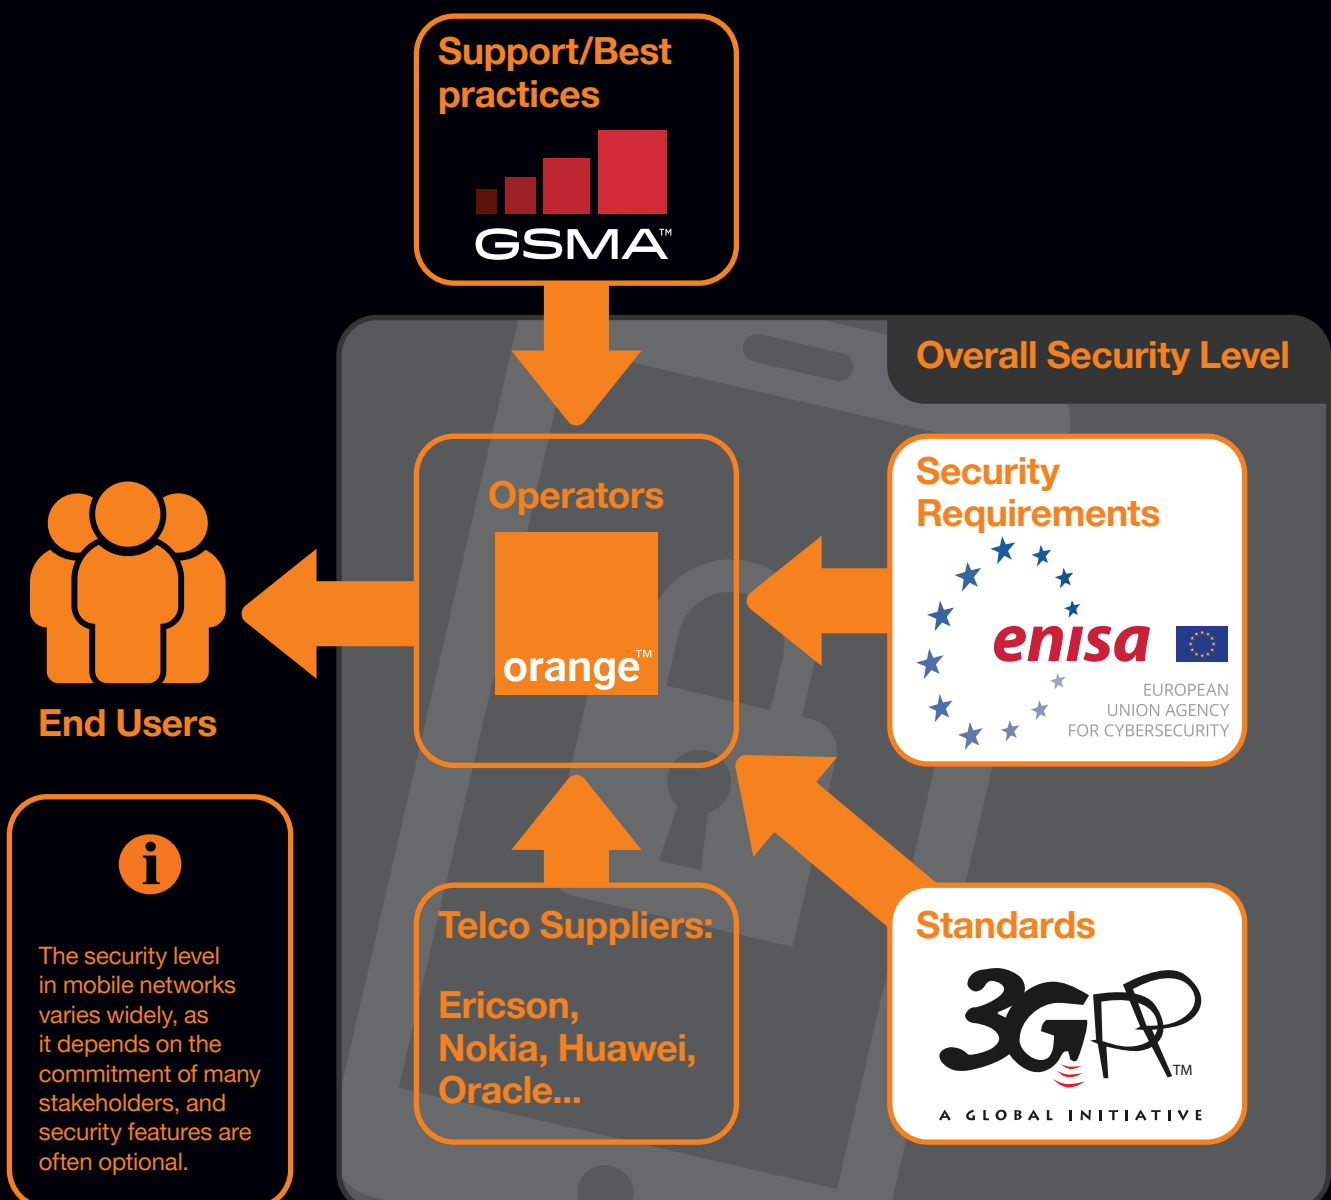 Support/Best
practices
GSMA™
Overall Security Level
Operators
orange™
Security
Requirements
enisa
EUROPEAN
UNION AGENCY
FOR CYBERSECURITY
End Users
i
The security level
in mobile networks
varies widely, as
it depends on the
commitment of many
stakeholders, and
security features are
often optional.
Telco Suppliers:
Ericson,
Nokia, Huawei,
Oracle...
Standards
3GPP™
A GLOBAL INITIATIVE